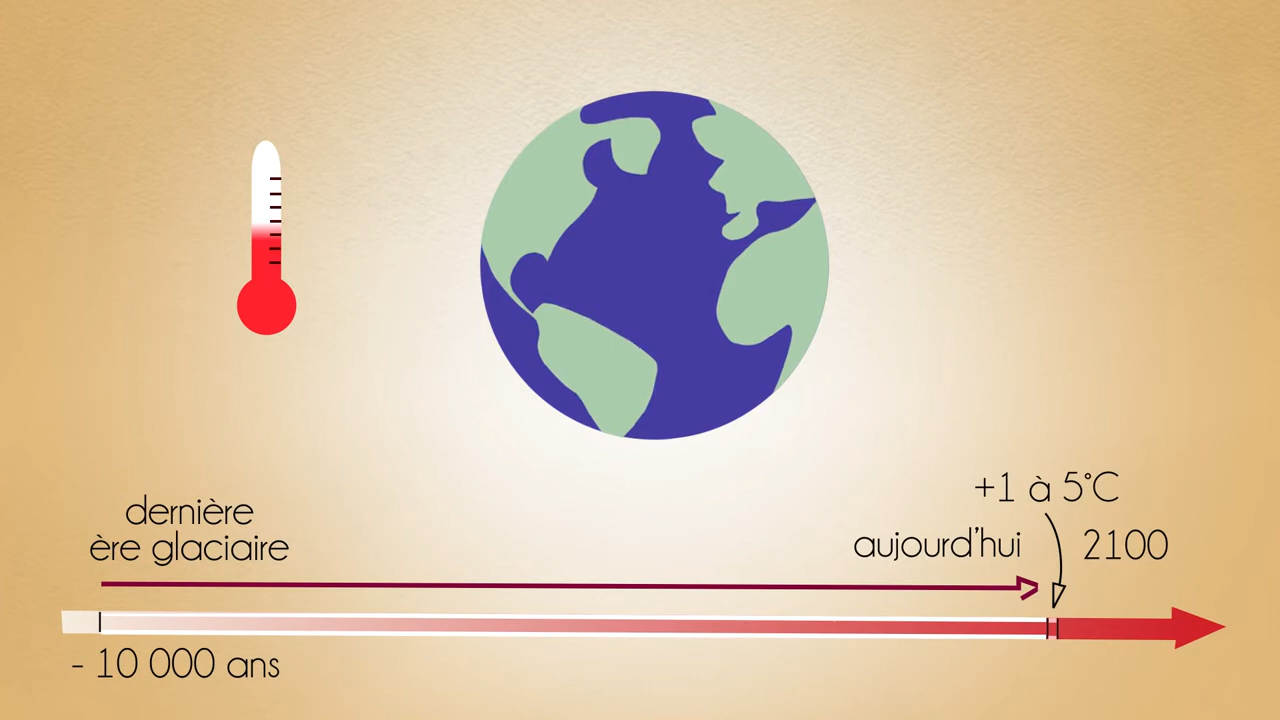 +1 à 5°C
dernière
ère glaciaire
aujourd'hui
2100
- 10 000 ans